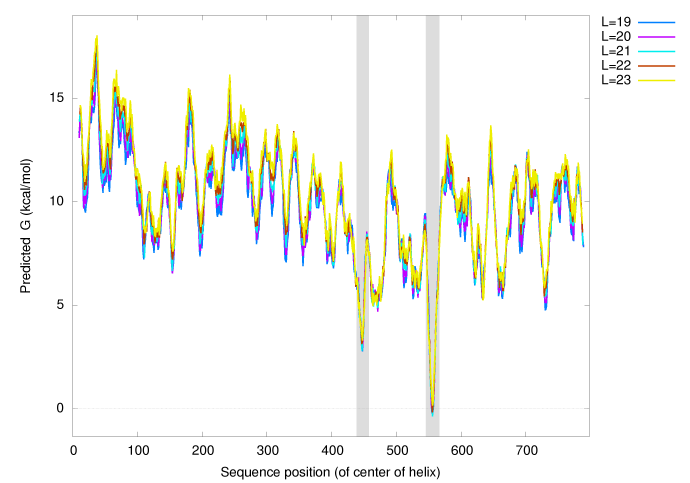 L=19
L=20
L=21
L=22
L=23
15
10
5
0
Predicted G (kcal/mol)
0 100 200 300 400 500 600 700
Sequence position (of center of helix)